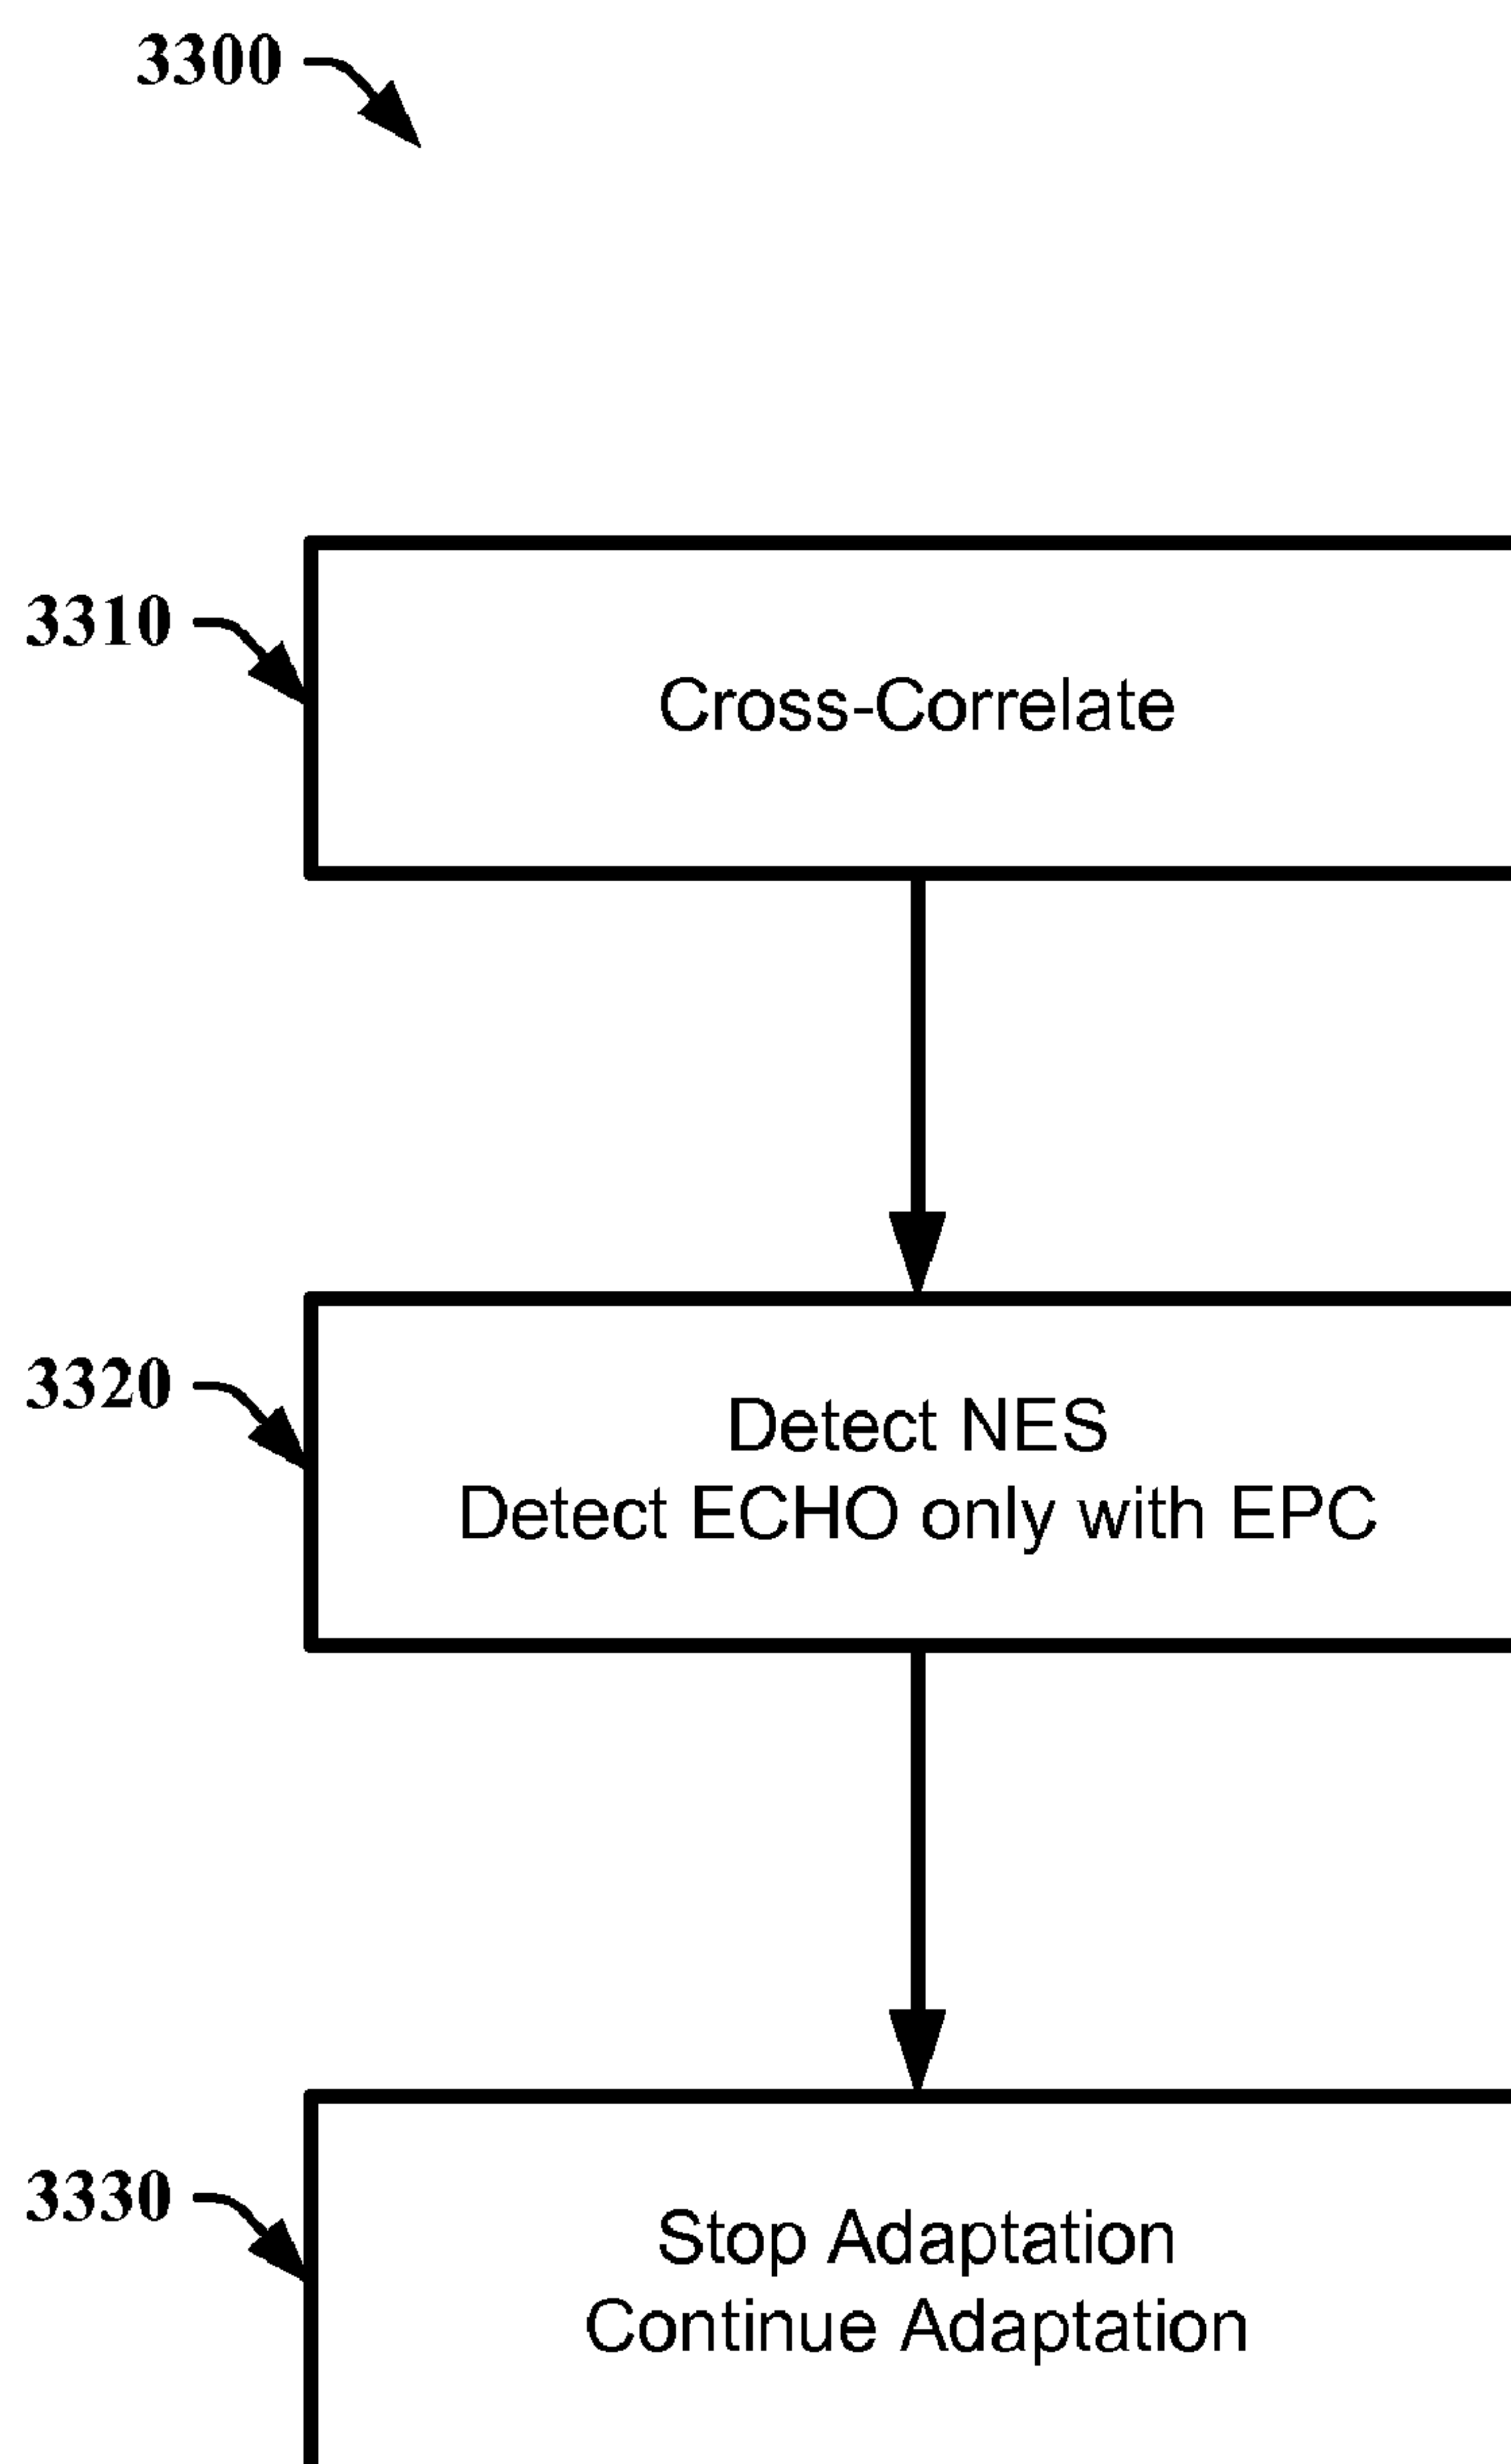 3300
3310
Cross-Correlate
3320
Detect NES
Detect ECHO only with EPC
3330
Stop Adaptation
Continue Adaptation